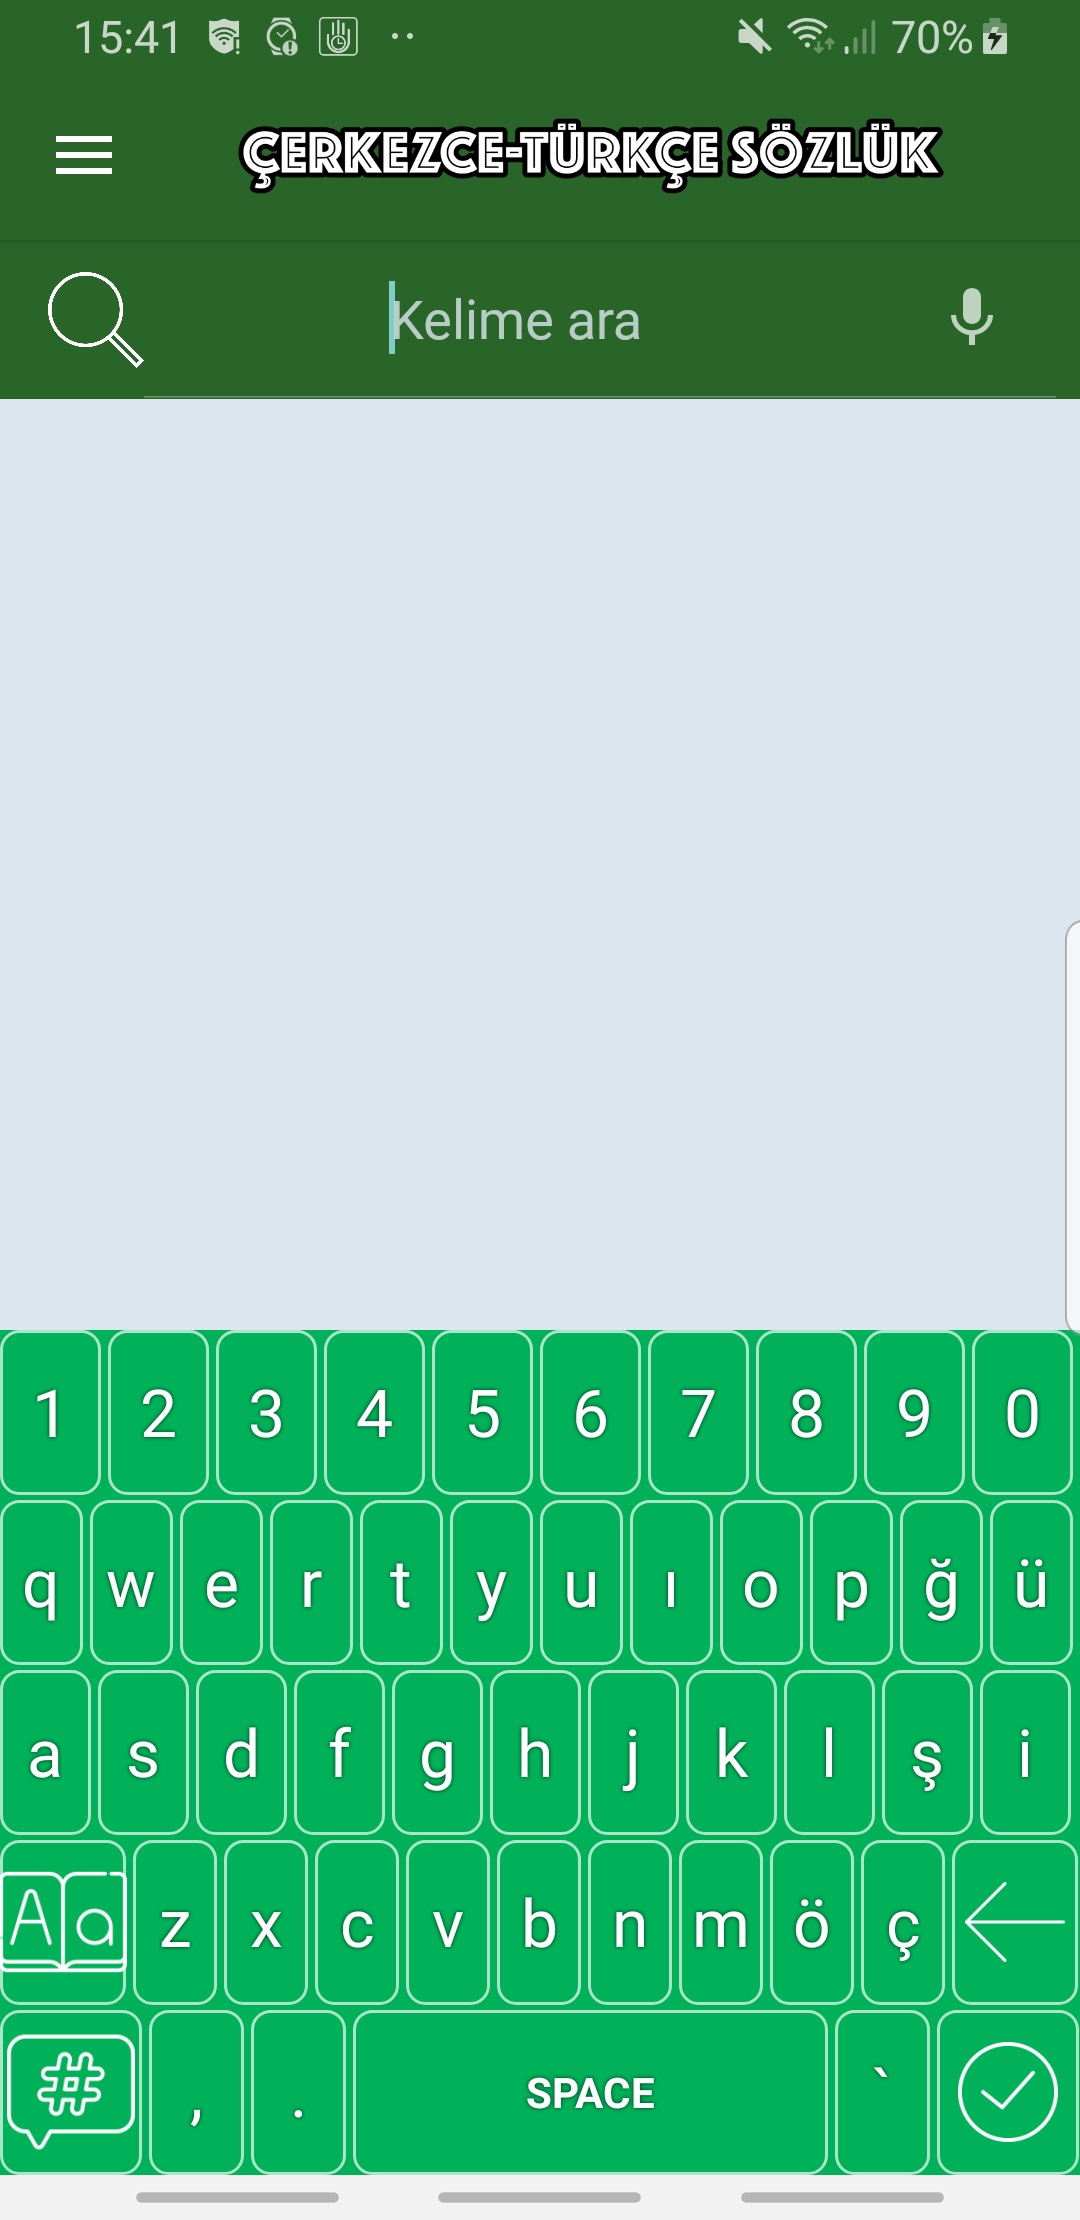 15:41 70%
ÇERKEZCE-TÜRKÇE SÖZLÜK
Kelime ara
1 2 3 4 5 6 7 8 9 0
q w e r t y u ı o p ğ ü
a s d f g h j k l ş i
Aa z x c v b n m ö ç
# , . SPACE `